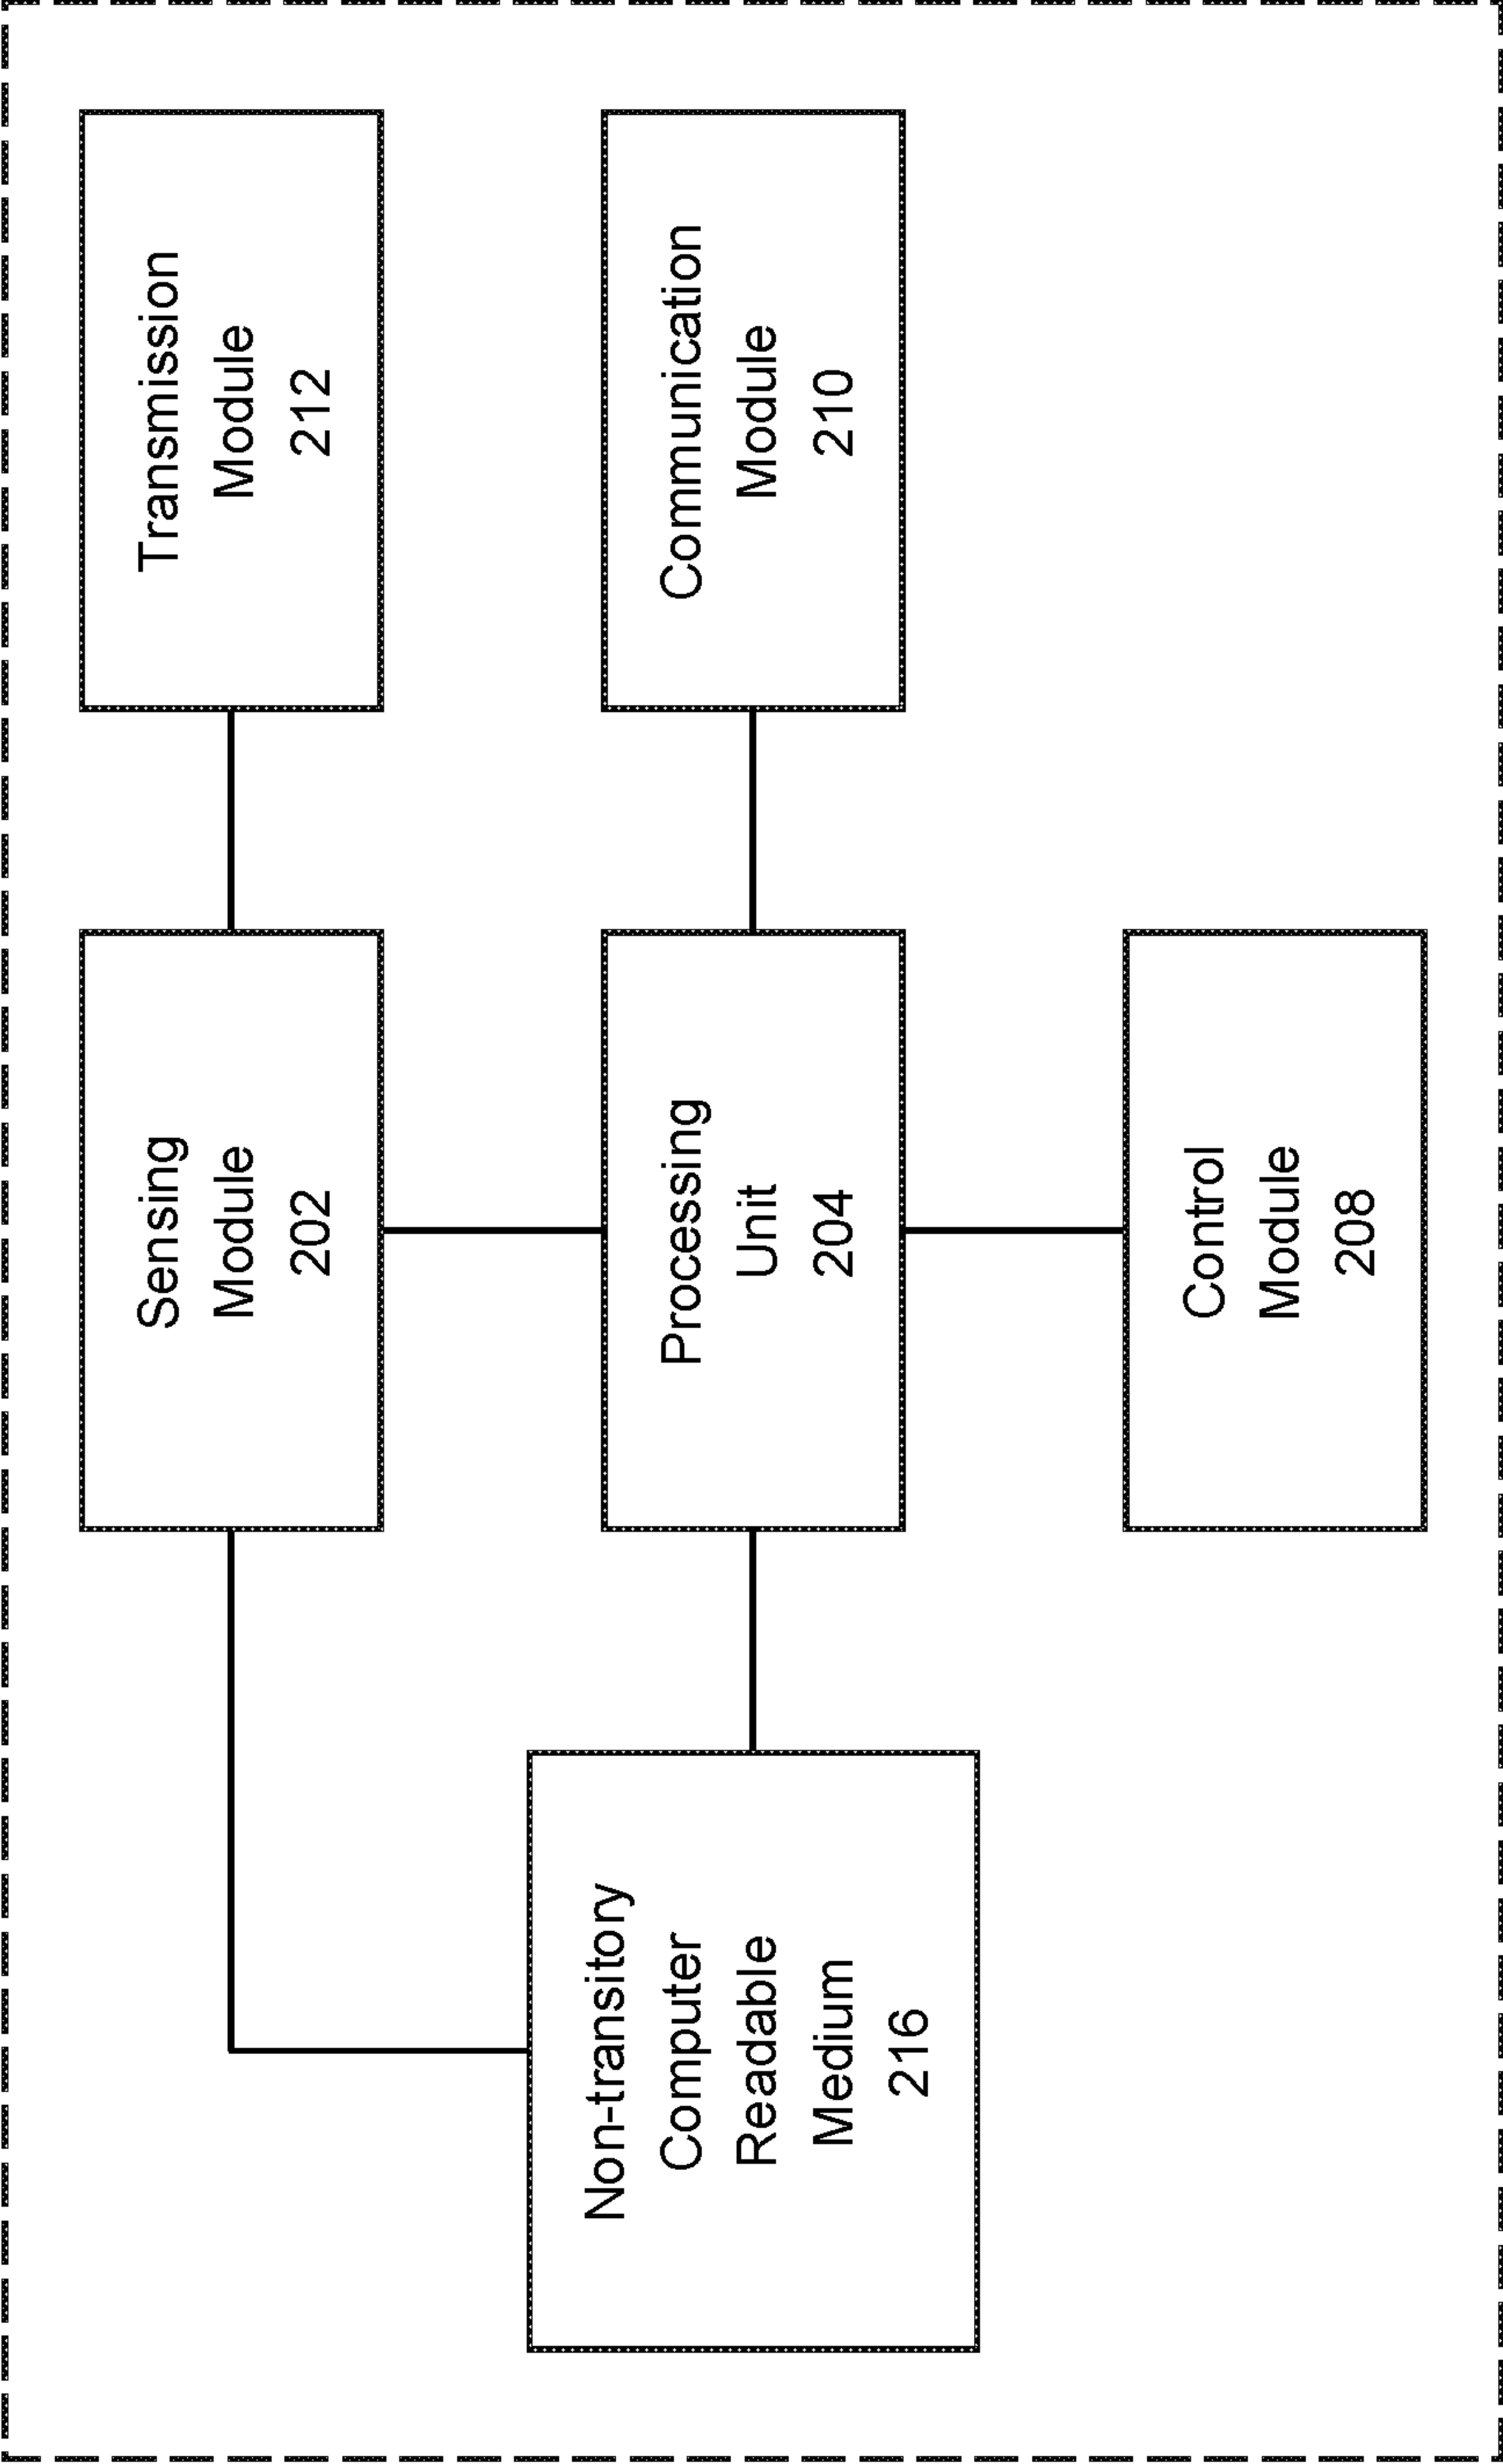 Non-transitory
Computer
Readable
Medium
216
Sensing
Module
202
Transmission
Module
212
Processing
Unit
204
Communication
Module
210
Control
Module
208